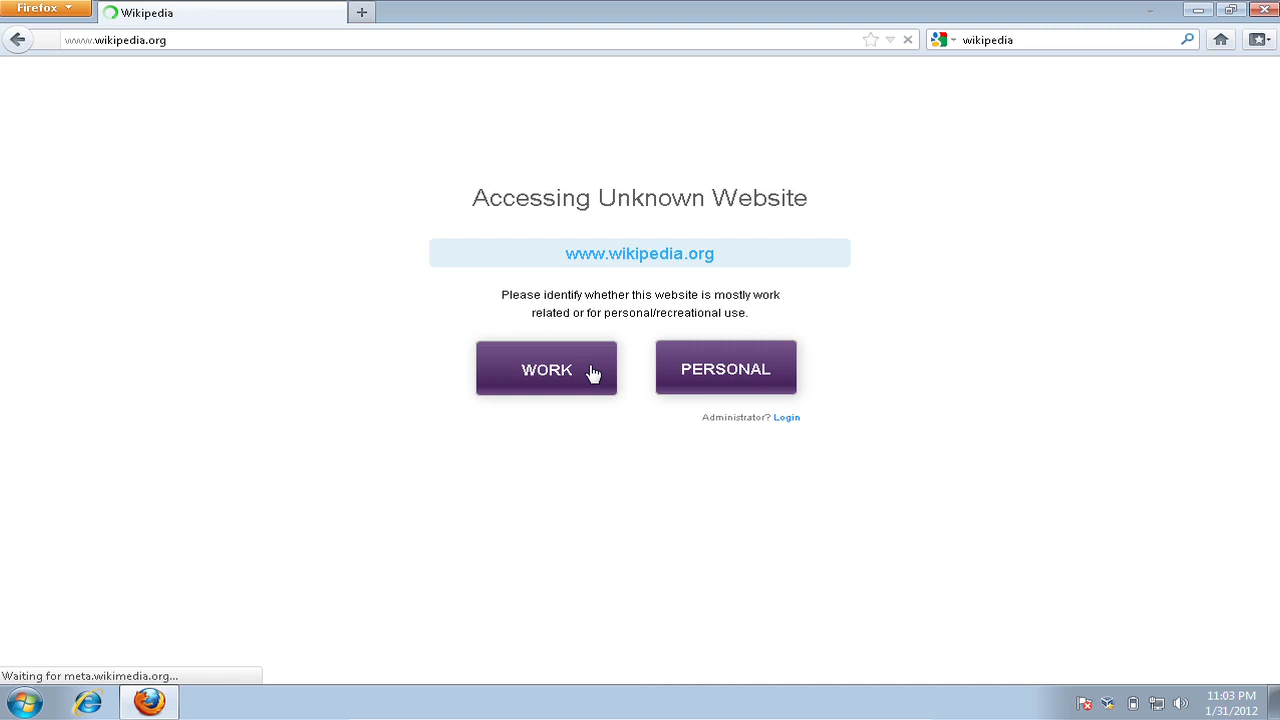 Firefox
Wikipedia
www.wikipedia.org
wikipedia
Accessing Unknown Website
www.wikipedia.org
Please identify whether this website is mostly work
related or for personal/recreational use.
WORK
PERSONAL
Administrator? Login
Waiting for meta.wikimedia.org...
11:03 PM
1/31/2012